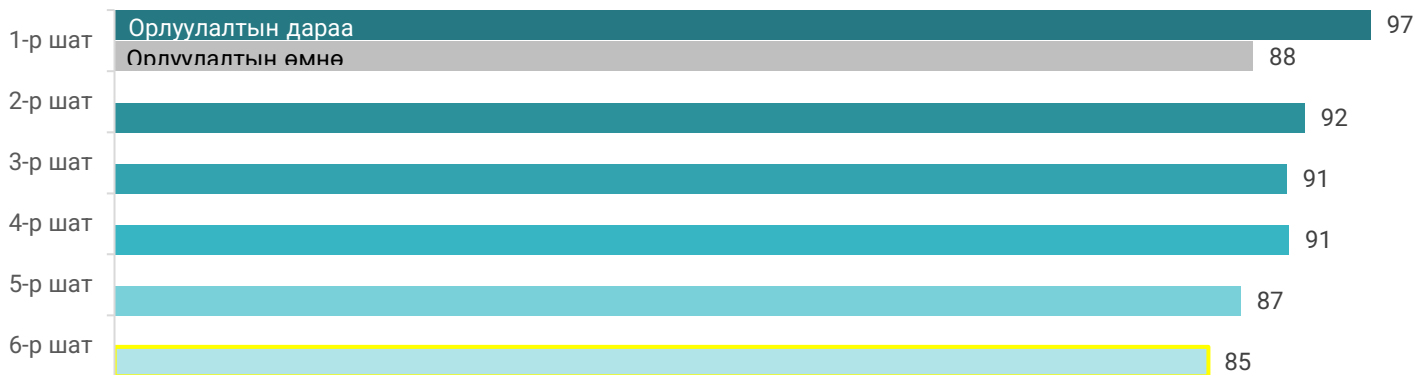 1-р шат
Орлуулалтын дараа
97
Орлуулалтын өмнө
88
2-р шат
92
3-р шат
91
4-р шат
91
5-р шат
87
6-р шат
85